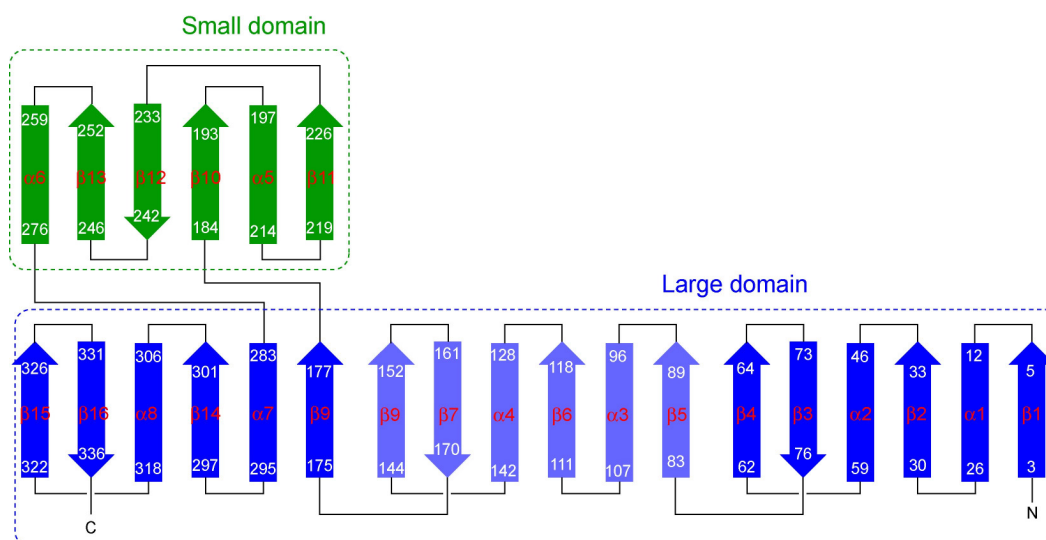 Small domain
259 252 233 193 197 226
α6 β13 β12 β10 α5 β11
276 246 242 184 214 219
Large domain
326 331 306 301 283 177 152 161 128 118 96 89 64 73 46 33 12 5
β15 β16 α8 β14 α7 β9 β9 β7 α4 β6 α3 β5 β4 β3 α2 β2 α1 β1
322 336 318 297 295 175 144 170 142 111 107 83 62 76 59 30 26 3
C N